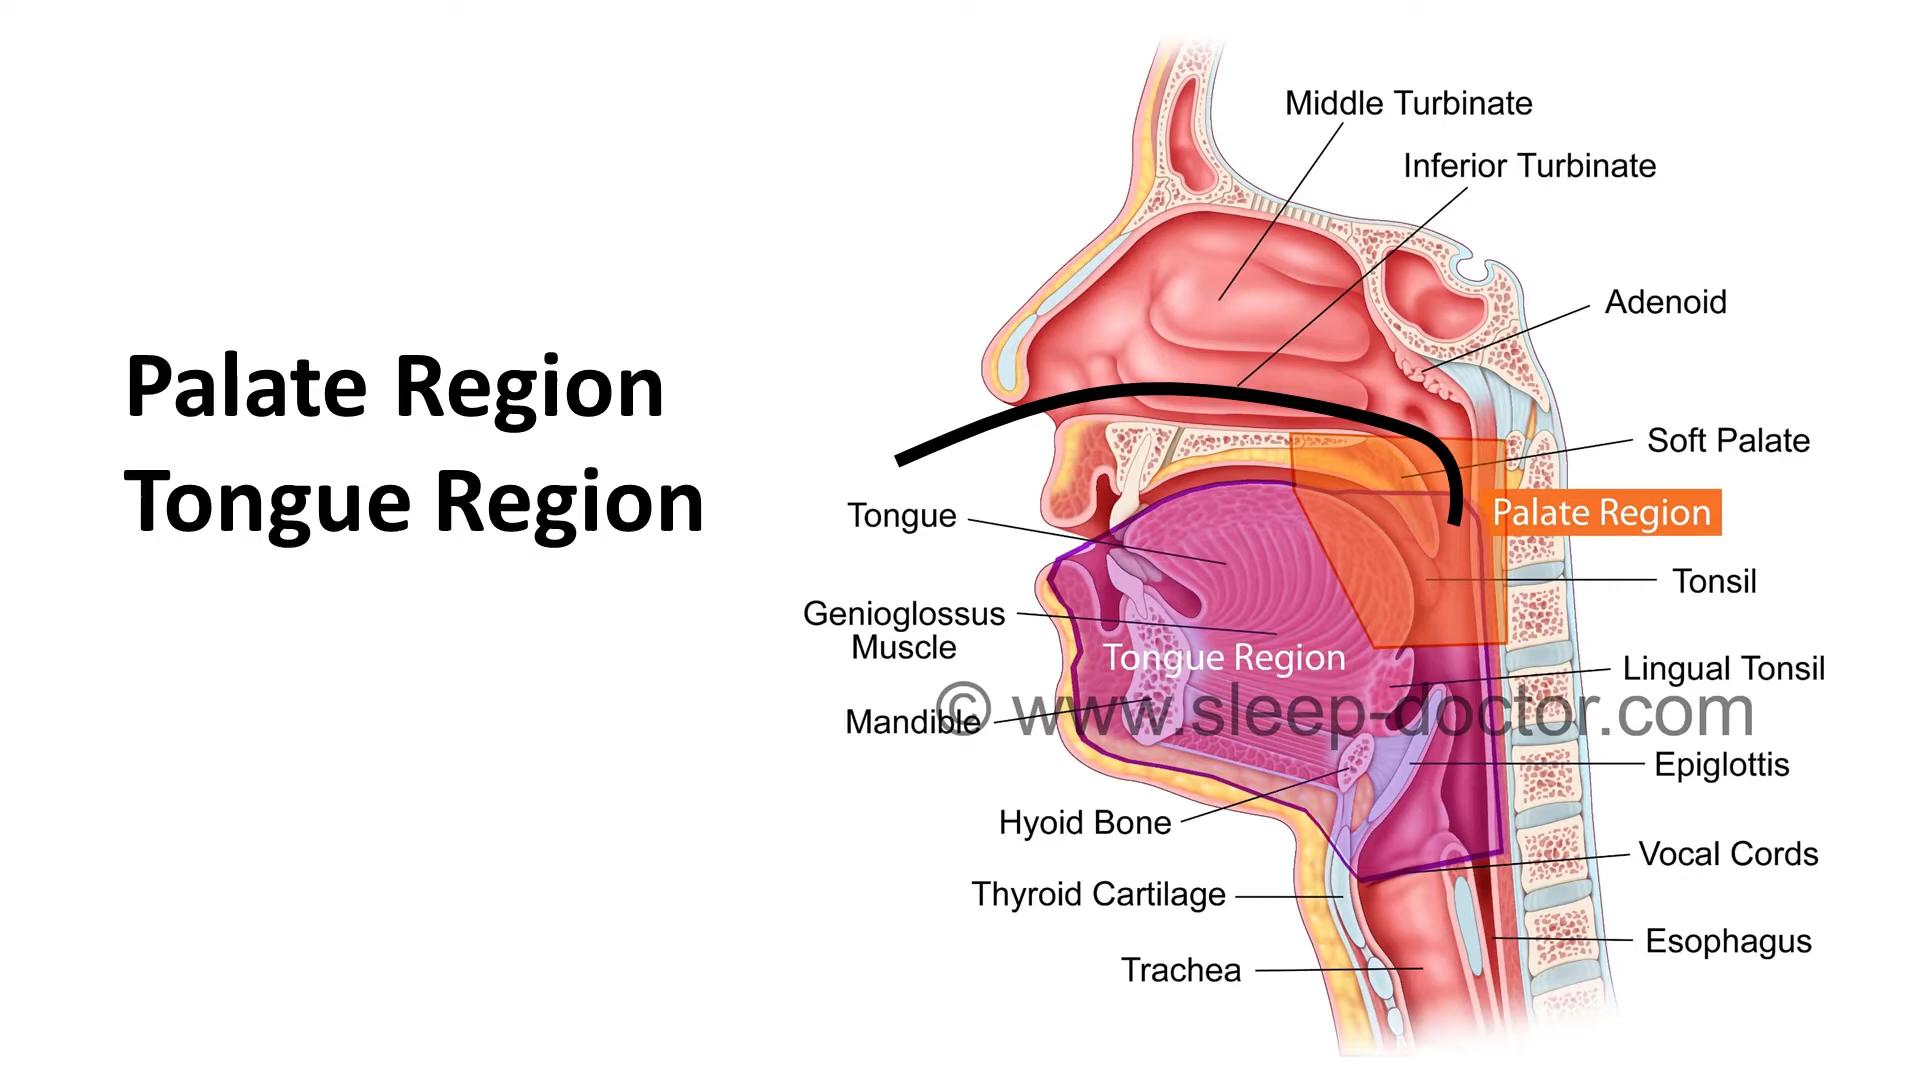 Palate Region
Tongue Region
Middle Turbinate
Inferior Turbinate
Adenoid
Soft Palate
Palate Region
Tongue
Tonsil
Genioglossus
Muscle
Tongue Region
Lingual Tonsil
© www.sleep-doctor.com
Mandible
Epiglottis
Hyoid Bone
Vocal Cords
Thyroid Cartilage
Esophagus
Trachea